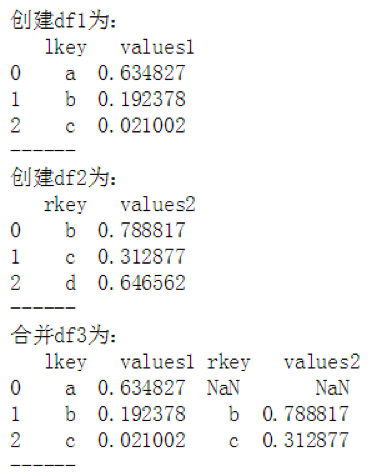 创建df1为:
lkey values1
0 a 0.634827
1 b 0.192378
2 c 0.021002
------
创建df2为:
rkey values2
0 b 0.788817
1 c 0.312877
2 d 0.646562
------
合并df3为:
lkey values1 rkey values2
0 a 0.634827 NaN NaN
1 b 0.192378 b 0.788817
2 c 0.021002 c 0.312877
------